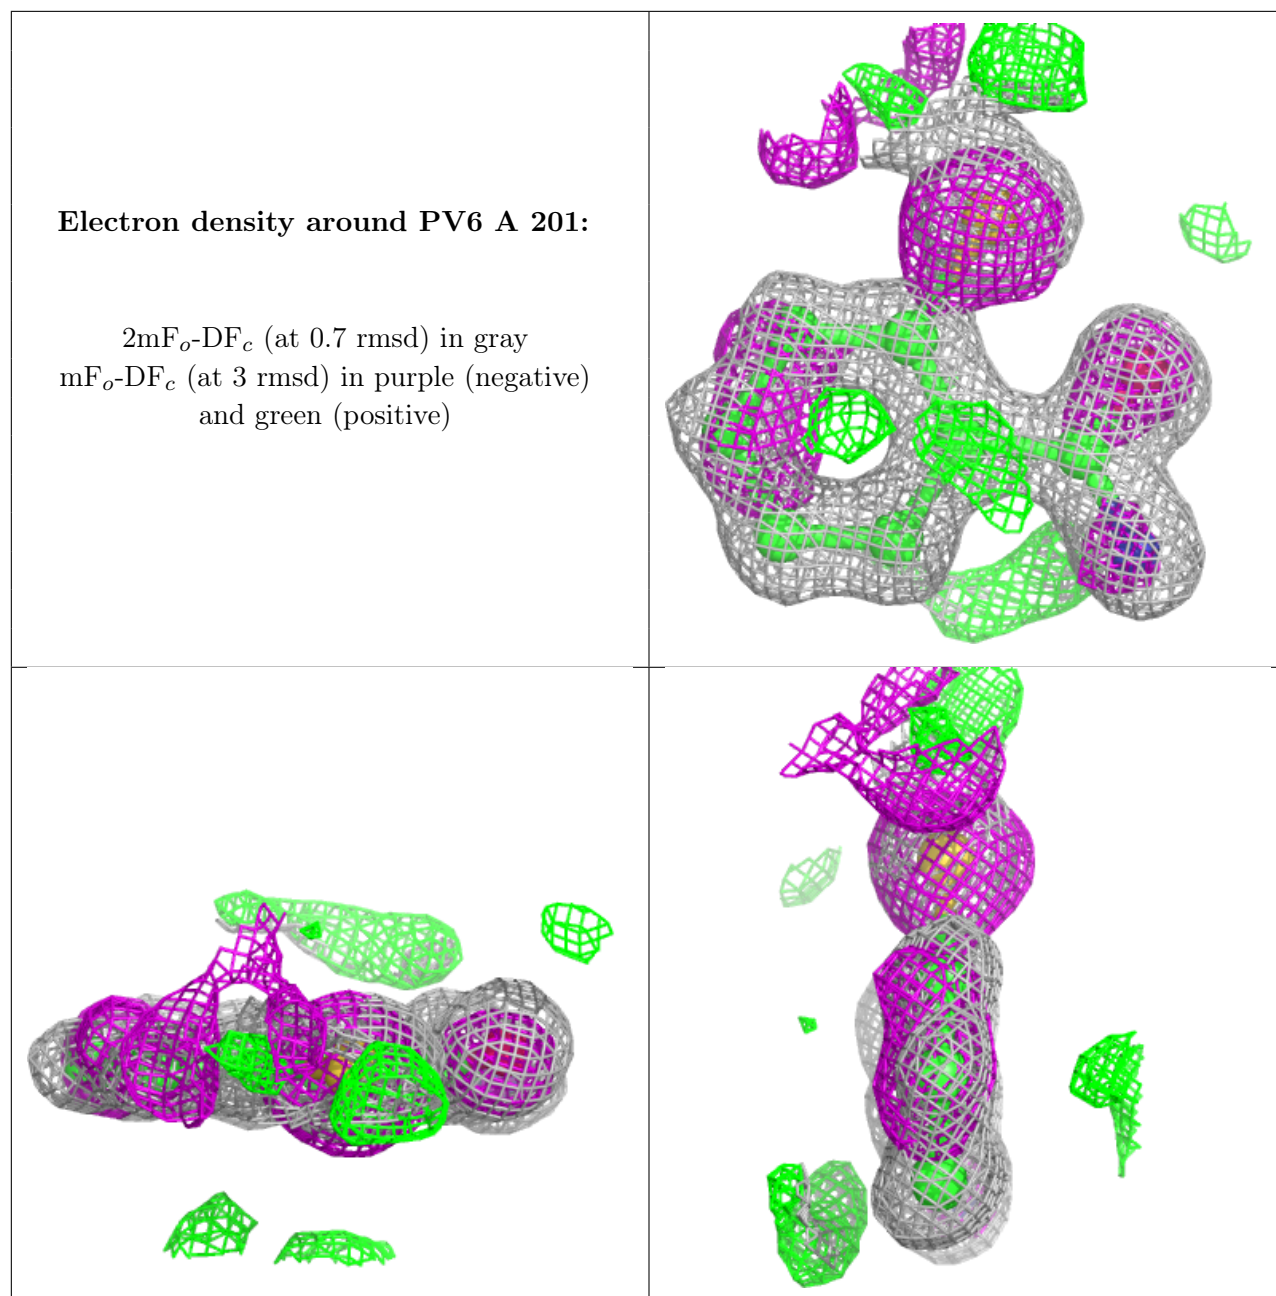 Electron density around PV6 A 201:
2mFo-DFc (at 0.7 rmsd) in gray
mFo-DFc (at 3 rmsd) in purple (negative)
and green (positive)